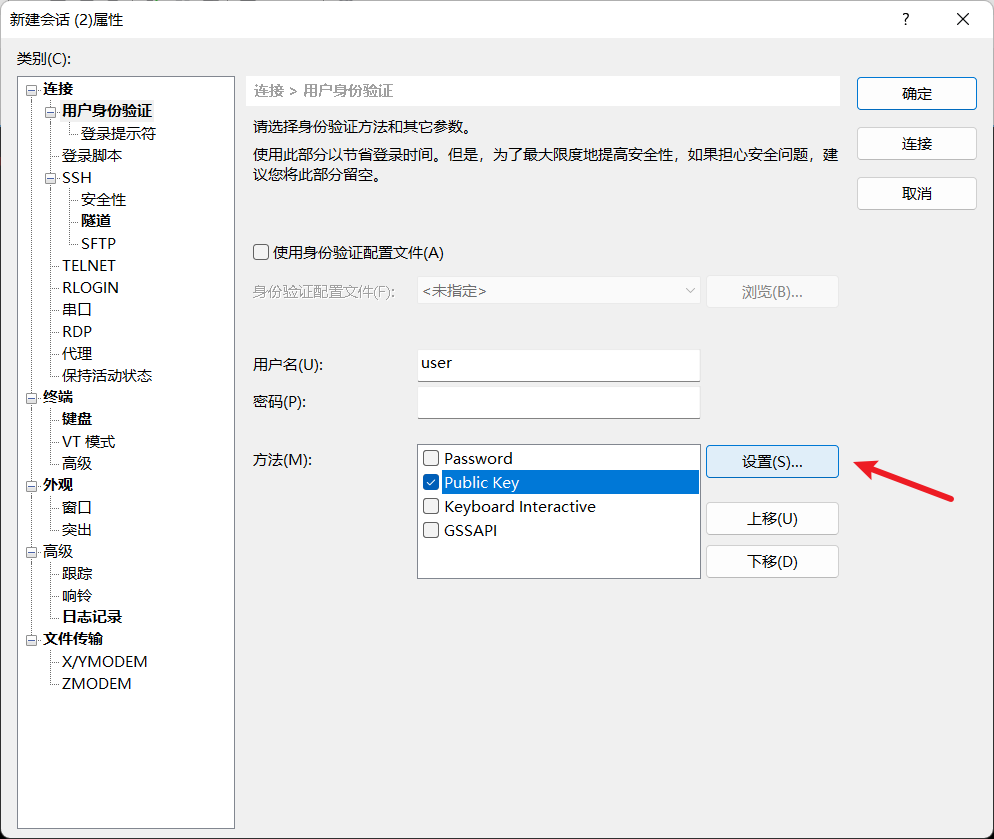 新建会话 (2)属性
?
类别(C):
连接
用户身份验证
登录提示符
登录脚本
SSH
安全性
隧道
SFTP
TELNET
RLOGIN
串口
RDP
代理
保持活动状态
终端
键盘
VT 模式
高级
外观
窗口
突出
高级
跟踪
响铃
日志记录
文件传输
X/YMODEM
ZMODEM
连接 > 用户身份验证
请选择身份验证方法和其它参数。
使用此部分以节省登录时间。但是，为了最大限度地提高安全性，如果担心安全问题，建
议您将此部分留空。
使用身份验证配置文件(A)
身份验证配置文件(F): <未指定> 浏览(B)...
用户名(U): user
密码(P):
方法(M):
Password
Public Key
Keyboard Interactive
GSSAPI
设置(S)...
上移(U)
下移(D)
确定
连接
取消